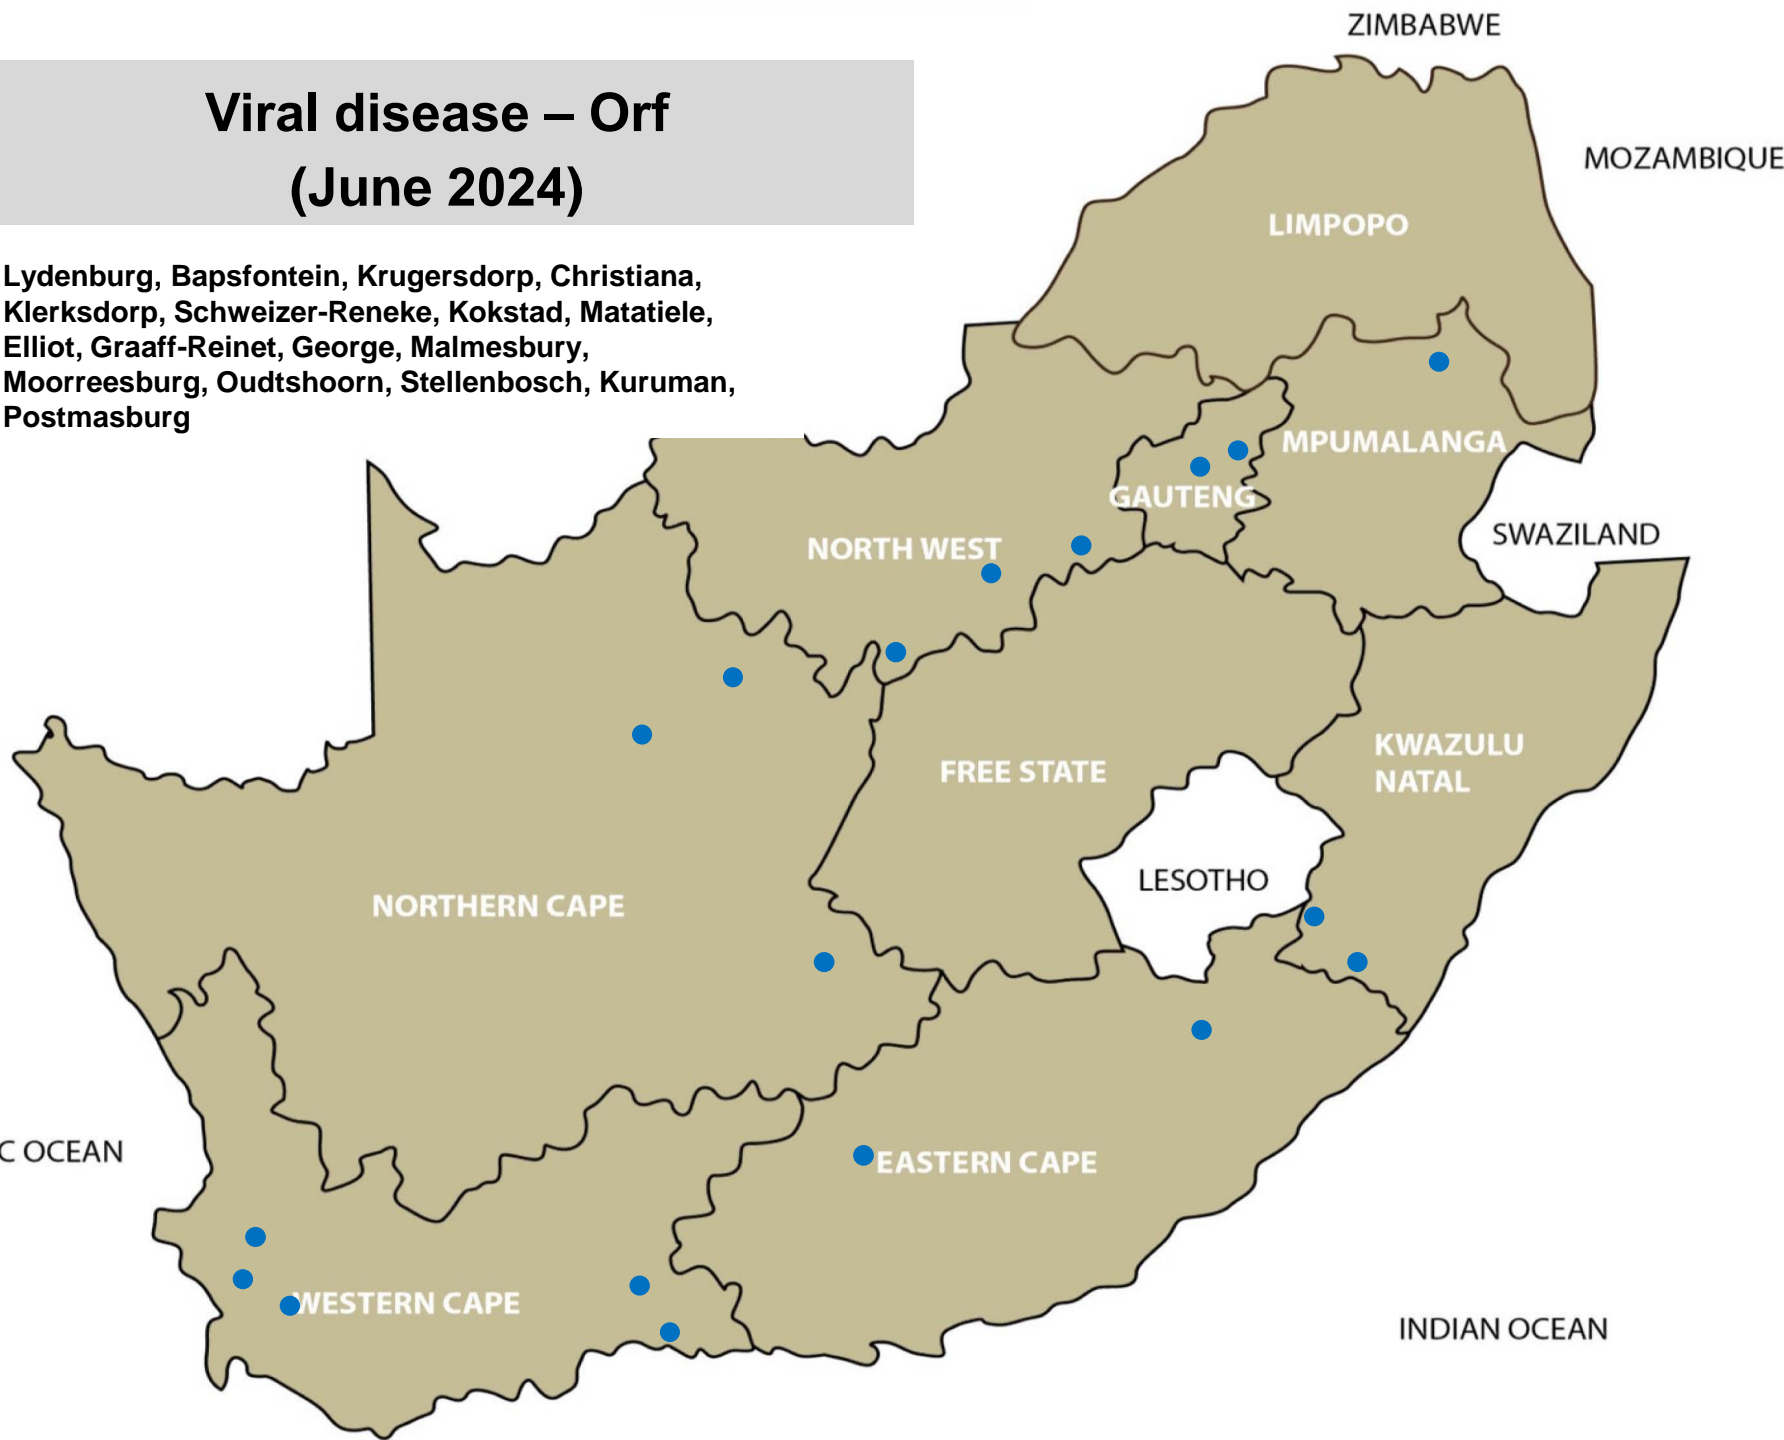 ZIMBABWE
Viral disease – Orf
(June 2024)
MOZAMBIQUE
LIMPOPO
Lydenburg, Bapsfontein, Krugersdorp, Christiana,
Klerksdorp, Schweizer-Reneke, Kokstad, Matatiele,
Elliot, Graaff-Reinet, George, Malmesbury,
Moorreesburg, Oudtshoorn, Stellenbosch, Kuruman,
Postmasburg
MPUMALANGA
GAUTENG
SWAZILAND
NORTH WEST
KWAZULU
NATAL
FREE STATE
LESOTHO
NORTHERN CAPE
C OCEAN
EASTERN CAPE
WESTERN CAPE
INDIAN OCEAN